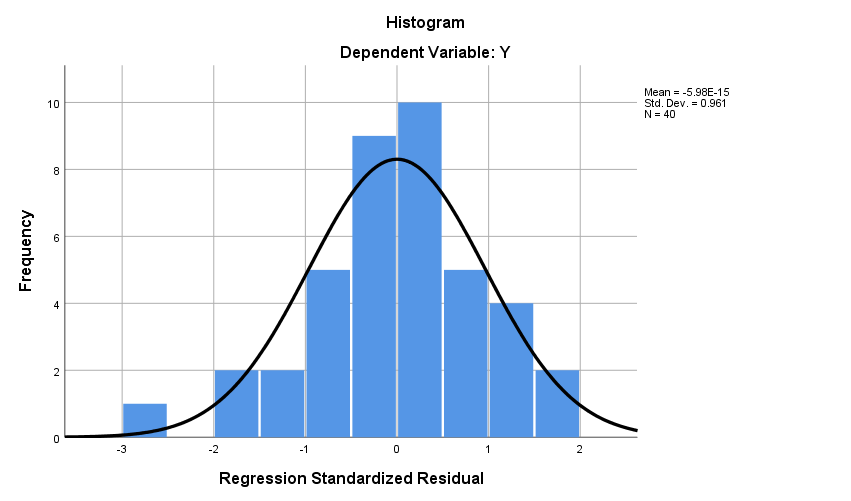 Histogram
Dependent Variable: Y
Mean = -5.98E-15
Std. Dev. = 0.961
N = 40
10
8
6
4
2
0
Frequency
-3 -2 -1 0 1 2
Regression Standardized Residual